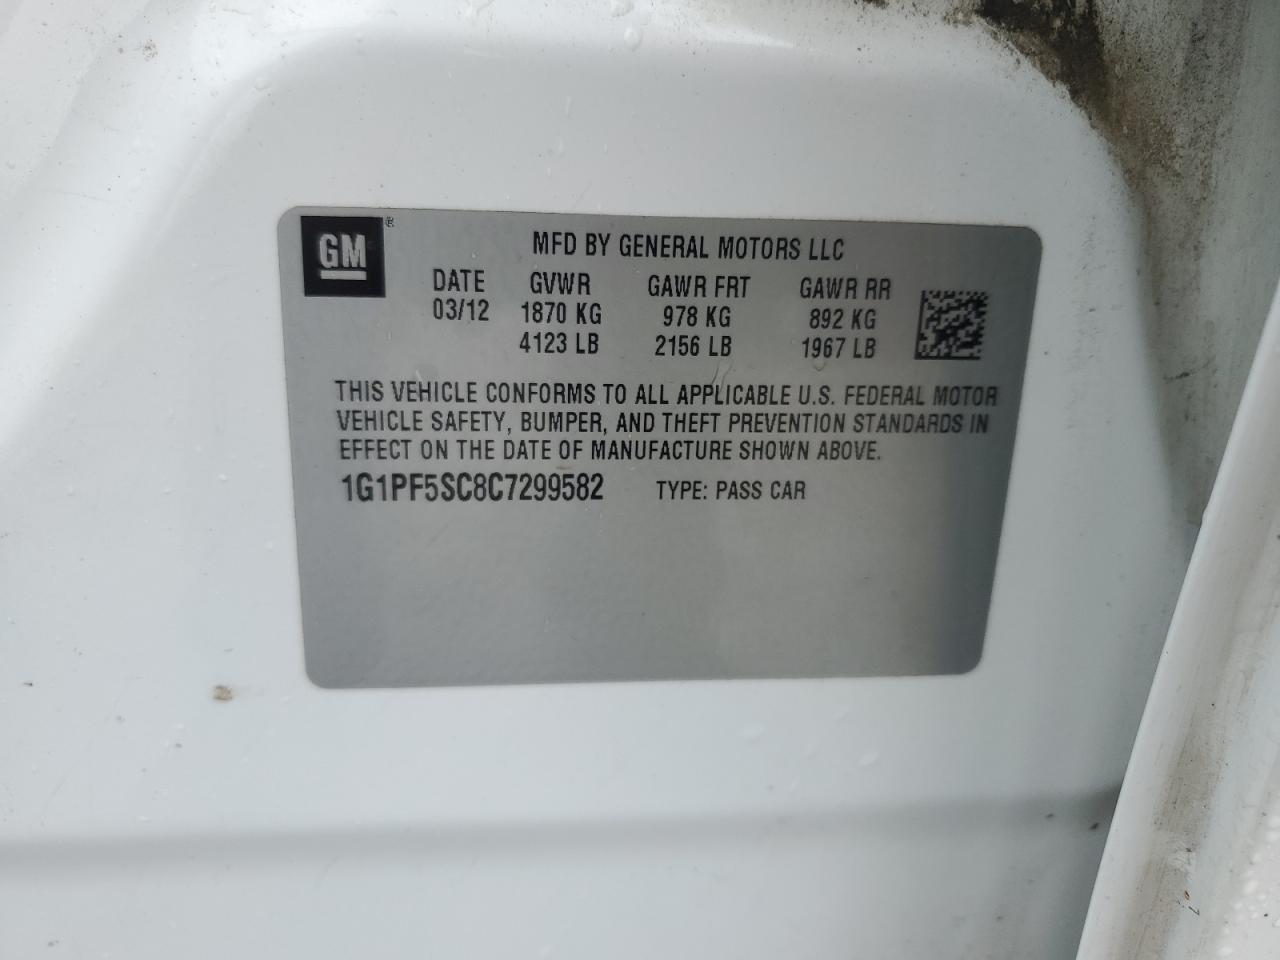 GM ®
MFD BY GENERAL MOTORS LLC
DATE GVWR GAWR FRT GAWR RR
03/12 1870 KG 978 KG 892 KG
4123 LB 2156 LB 1967 LB
THIS VEHICLE CONFORMS TO ALL APPLICABLE U.S. FEDERAL MOTOR
VEHICLE SAFETY, BUMPER, AND THEFT PREVENTION STANDARDS IN
EFFECT ON THE DATE OF MANUFACTURE SHOWN ABOVE.
1G1PF5SC8C7299582 TYPE: PASS CAR